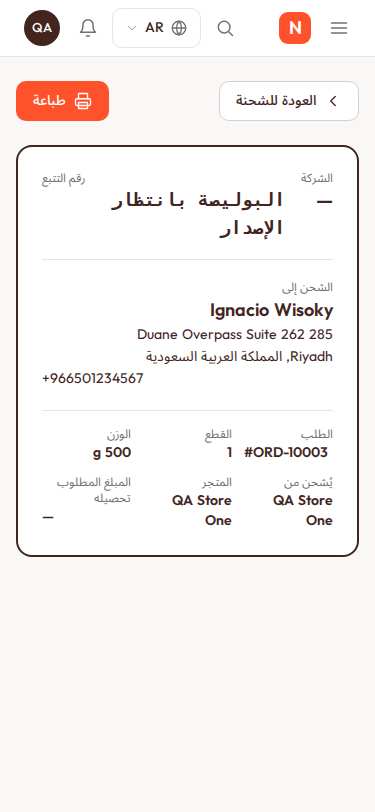 N
AR
QA
العودة للشحنة
طباعة
الشركة
—
رقم التتبع
البوليصة بانتظار
الإصدار
الشحن إلى
Ignacio Wisoky
Duane Overpass Suite 262 285
Riyadh, المملكة العربية السعودية
+966501234567
الطلب
#ORD-10003
القطع
1
الوزن
500 g
يُشحن من
QA Store
One
المتجر
QA Store
One
المبلغ المطلوب
تحصيله
—